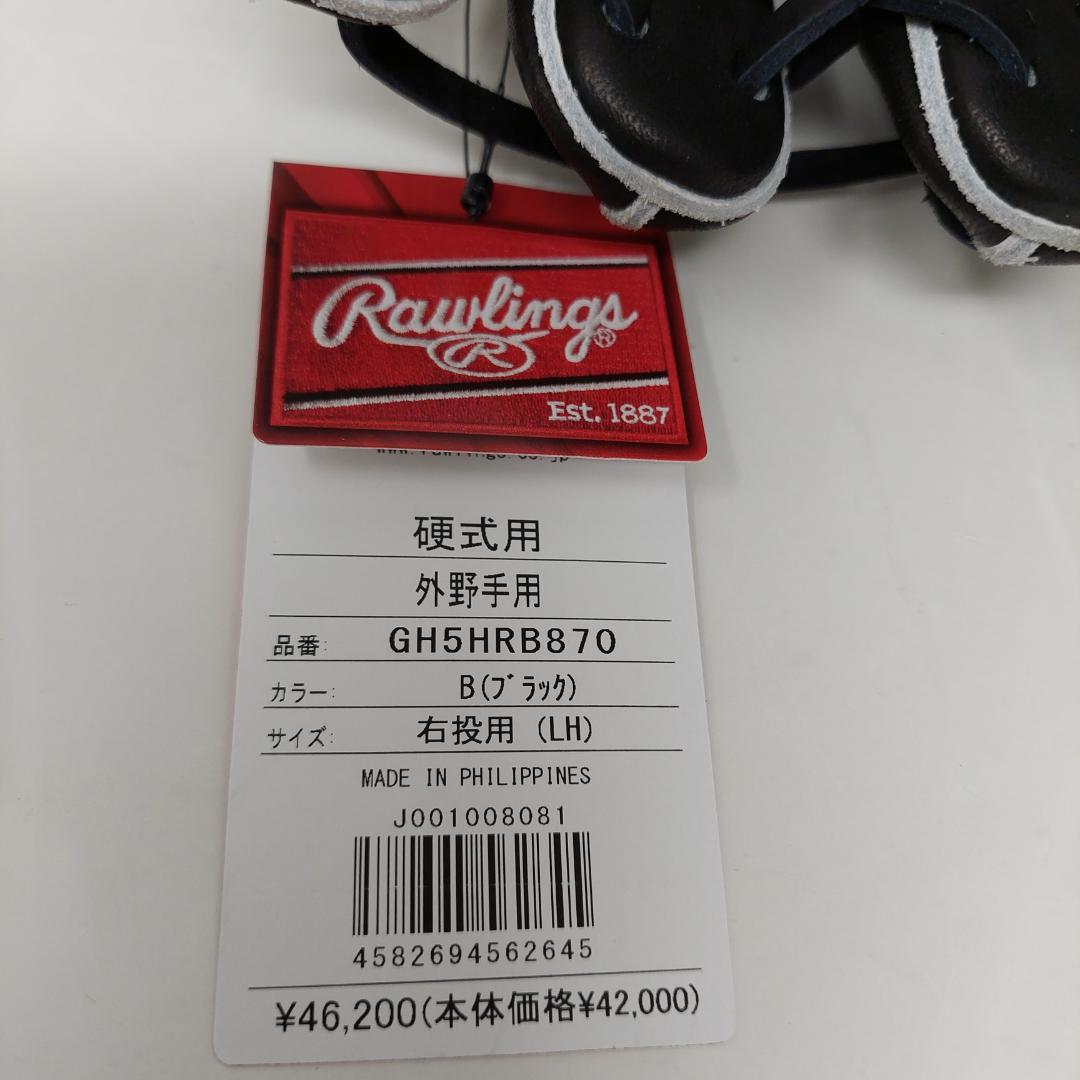 Rawlings®
R
Est. 1887
硬式用
外野手用
品番: GH5HRB870
カラー: B(ﾌﾞﾗｯｸ)
サイズ: 右投用 (LH)
MADE IN PHILIPPINES
J001008081
4582694562645
¥46,200(本体価格¥42,000)